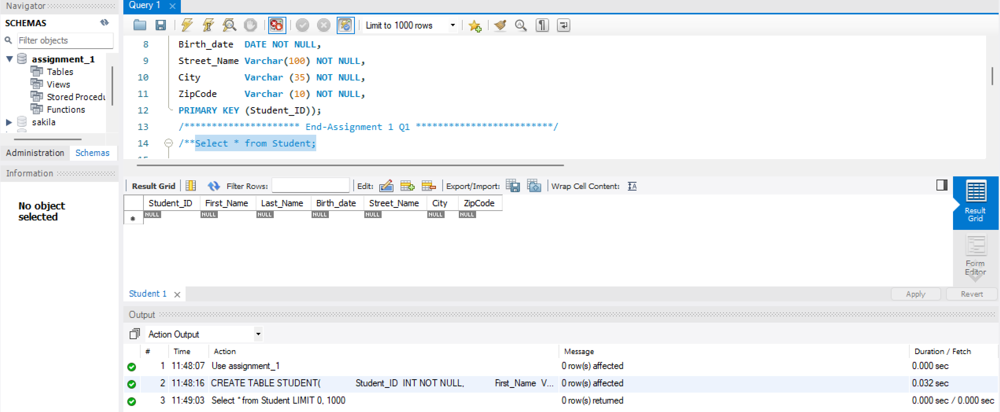 Navigator
SCHEMAS
Filter objects
assignment_1
Tables
Views
Stored Procedu
Functions
sakila
Administration Schemas
Information
No object
selected
Query 1
Limit to 1000 rows
8 Birth_date DATE NOT NULL,
9 Street_Name Varchar(100) NOT NULL,
10 City Varchar (35) NOT NULL,
11 ZipCode Varchar (10) NOT NULL,
12 PRIMARY KEY (Student_ID));
13 /********************* End-Assignment 1 Q1 *************************/
14 /**Select * from Student;
Result Grid Filter Rows: Edit: Export/Import: Wrap Cell Content:
Student_ID First_Name Last_Name Birth_date Street_Name City ZipCode
NULL NULL NULL NULL NULL NULL NULL
Result
Grid
Form
Editor
Student 1
Apply Revert
Output
Action Output
# Time Action Message Duration / Fetch
1 11:48:07 Use assignment_1 0 row(s) affected 0.000 sec
2 11:48:16 CREATE TABLE STUDENT( Student_ID INT NOT NULL, First_Name V... 0 row(s) affected 0.032 sec
3 11:49:03 Select * from Student LIMIT 0, 1000 0 row(s) returned 0.000 sec / 0.000 sec